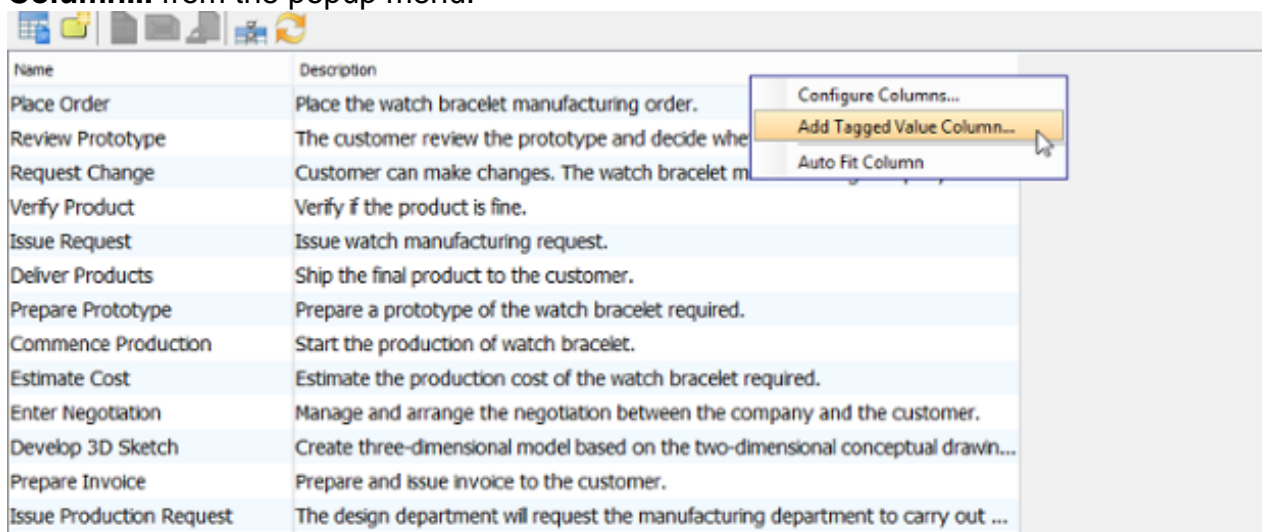 Column... from the popup menu.
Name Description
Place Order Place the watch bracelet manufacturing order.
Configure Columns...
Review Prototype The customer review the prototype and decide whe
Add Tagged Value Column...
Request Change Customer can make changes. The watch bracelet m
Auto Fit Column
Verify Product Verify if the product is fine.
Issue Request Issue watch manufacturing request.
Deliver Products Ship the final product to the customer.
Prepare Prototype Prepare a prototype of the watch bracelet required.
Commence Production Start the production of watch bracelet.
Estimate Cost Estimate the production cost of the watch bracelet required.
Enter Negotiation Manage and arrange the negotiation between the company and the customer.
Develop 3D Sketch Create three-dimensional model based on the two-dimensional conceptual drawin...
Prepare Invoice Prepare and issue invoice to the customer.
Issue Production Request The design department will request the manufacturing department to carry out ...